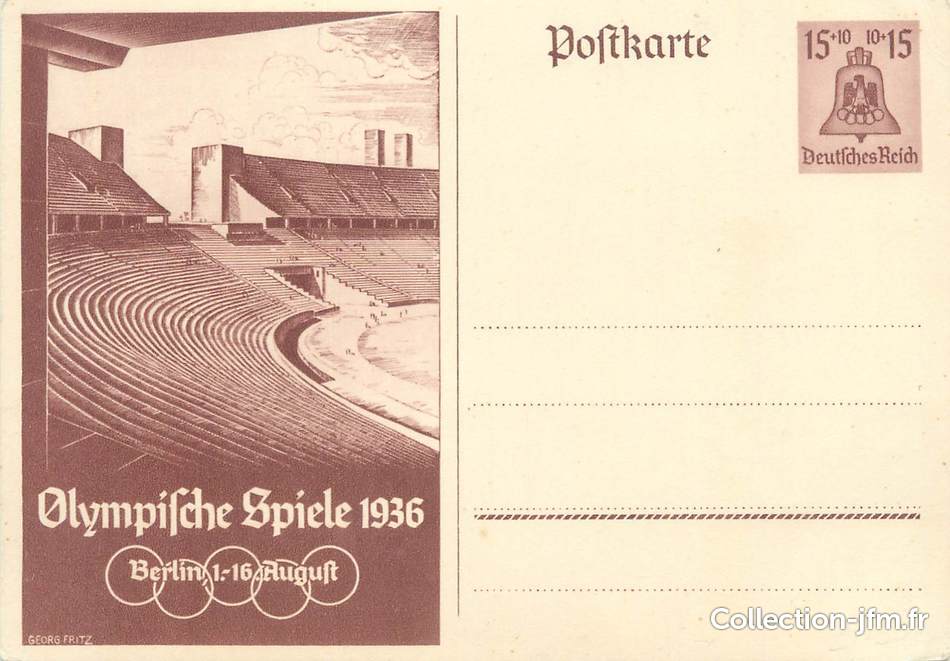 Postkarte
15+10 10+15
Deutsches Reich
Olympische Spiele 1936
Berlin, 1.-16. August
GEORG FRITZ
Collection-jfm.fr